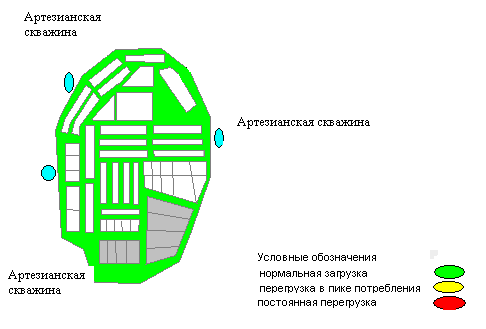 Артезианская
скважина
Артезианская скважина
Артезианская
скважина
Условные обозначения
нормальная загрузка
перегрузка в пике потребления
постоянная перегрузка